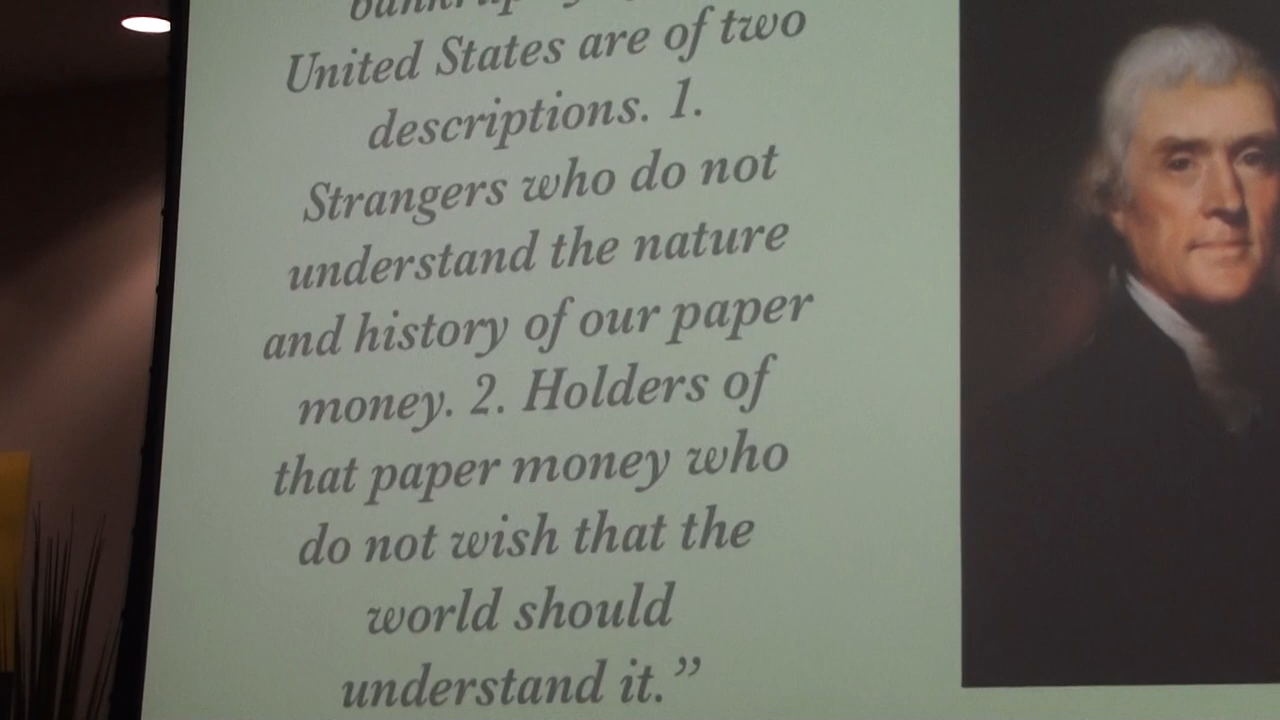 United States are of two
descriptions. 1.
Strangers who do not
understand the nature
and history of our paper
money. 2. Holders of
that paper money who
do not wish that the
world should
understand it.”